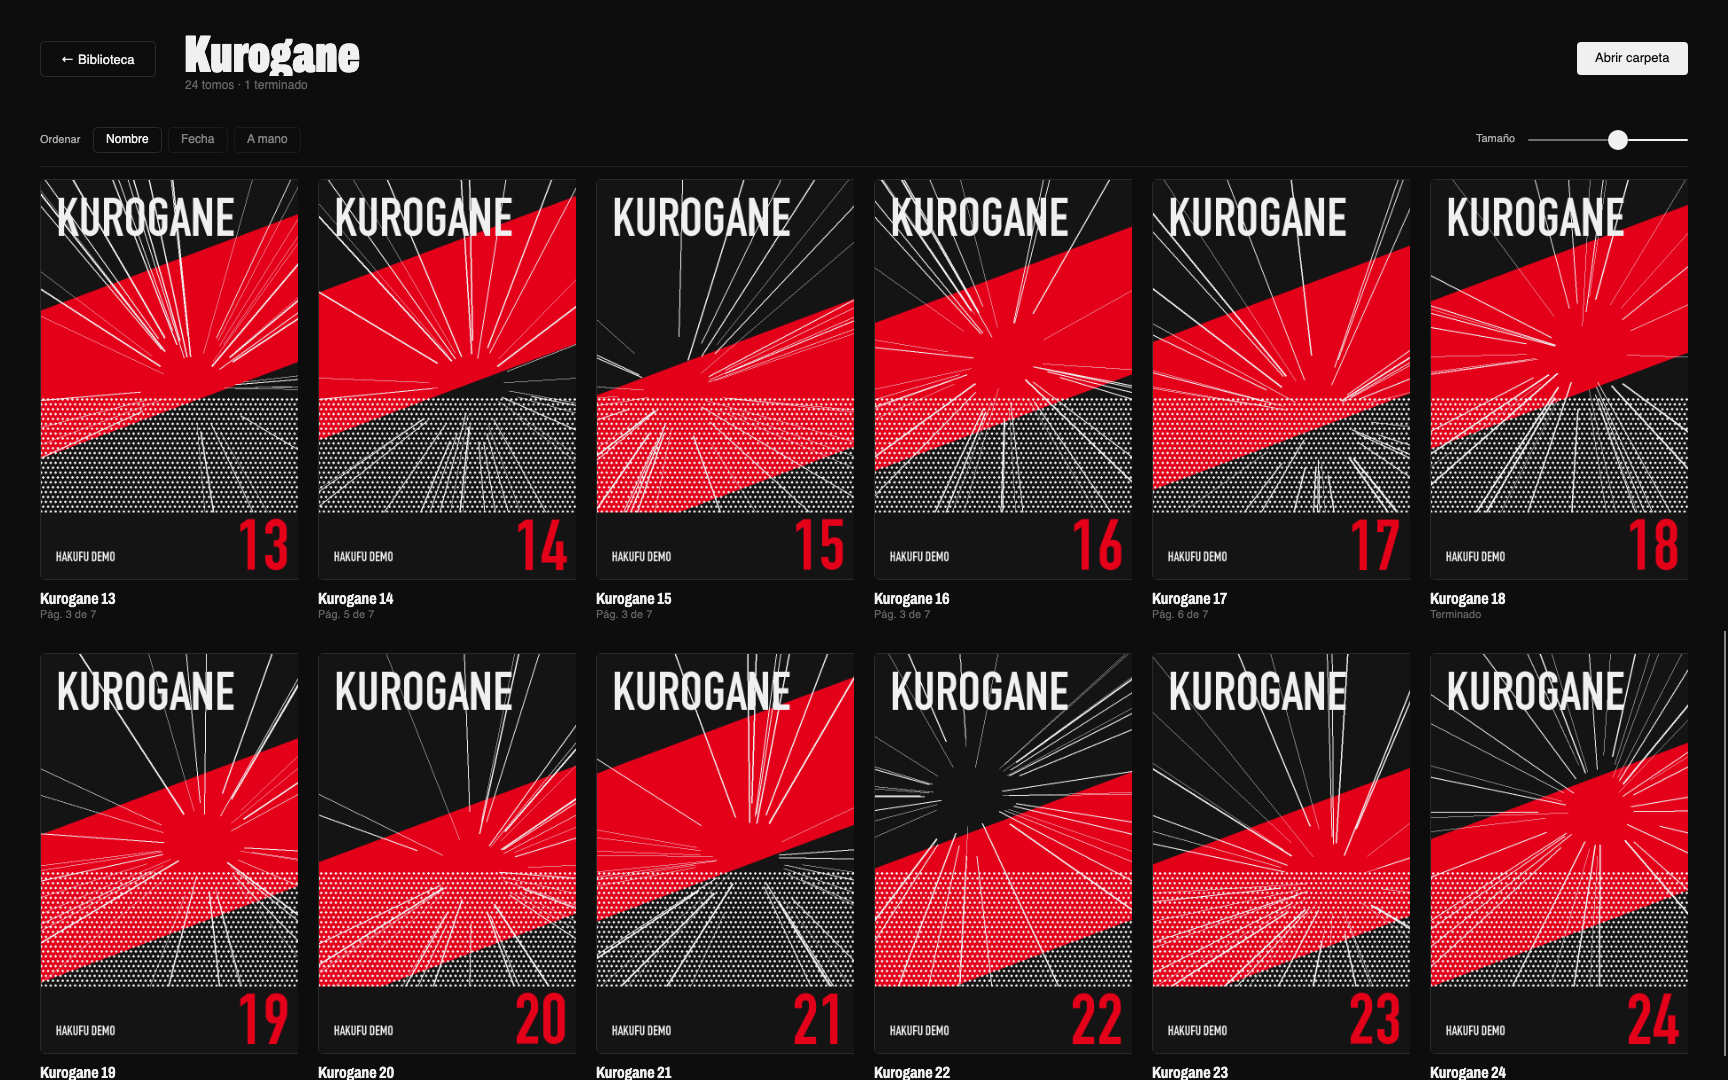 ← Biblioteca
Kurogane
24 tomos · 1 terminado
Abrir carpeta
Ordenar
Nombre
Fecha
A mano
Tamaño
KUROGANE
HAKUFU DEMO
13
Kurogane 13
Pág. 3 de 7
KUROGANE
HAKUFU DEMO
14
Kurogane 14
Pág. 5 de 7
KUROGANE
HAKUFU DEMO
15
Kurogane 15
Pág. 3 de 7
KUROGANE
HAKUFU DEMO
16
Kurogane 16
Pág. 3 de 7
KUROGANE
HAKUFU DEMO
17
Kurogane 17
Pág. 6 de 7
KUROGANE
HAKUFU DEMO
18
Kurogane 18
Terminado
KUROGANE
HAKUFU DEMO
19
Kurogane 19
KUROGANE
HAKUFU DEMO
20
Kurogane 20
KUROGANE
HAKUFU DEMO
21
Kurogane 21
KUROGANE
HAKUFU DEMO
22
Kurogane 22
KUROGANE
HAKUFU DEMO
23
Kurogane 23
KUROGANE
HAKUFU DEMO
24
Kurogane 24